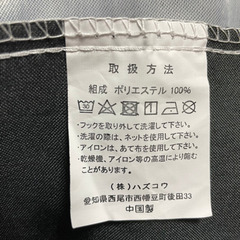 取扱方法
組成 ポリエステル 100%
・フックを取り外して洗濯して下さい。
・洗濯の際は、ネットを使用して下さい。
・アイロンは、あて布を使用して下さい。
・乾燥機、アイロン等の高温で縮む
ことがあります。
(株)ハズコワ
愛知県西尾市西幡豆町後田33
中国製